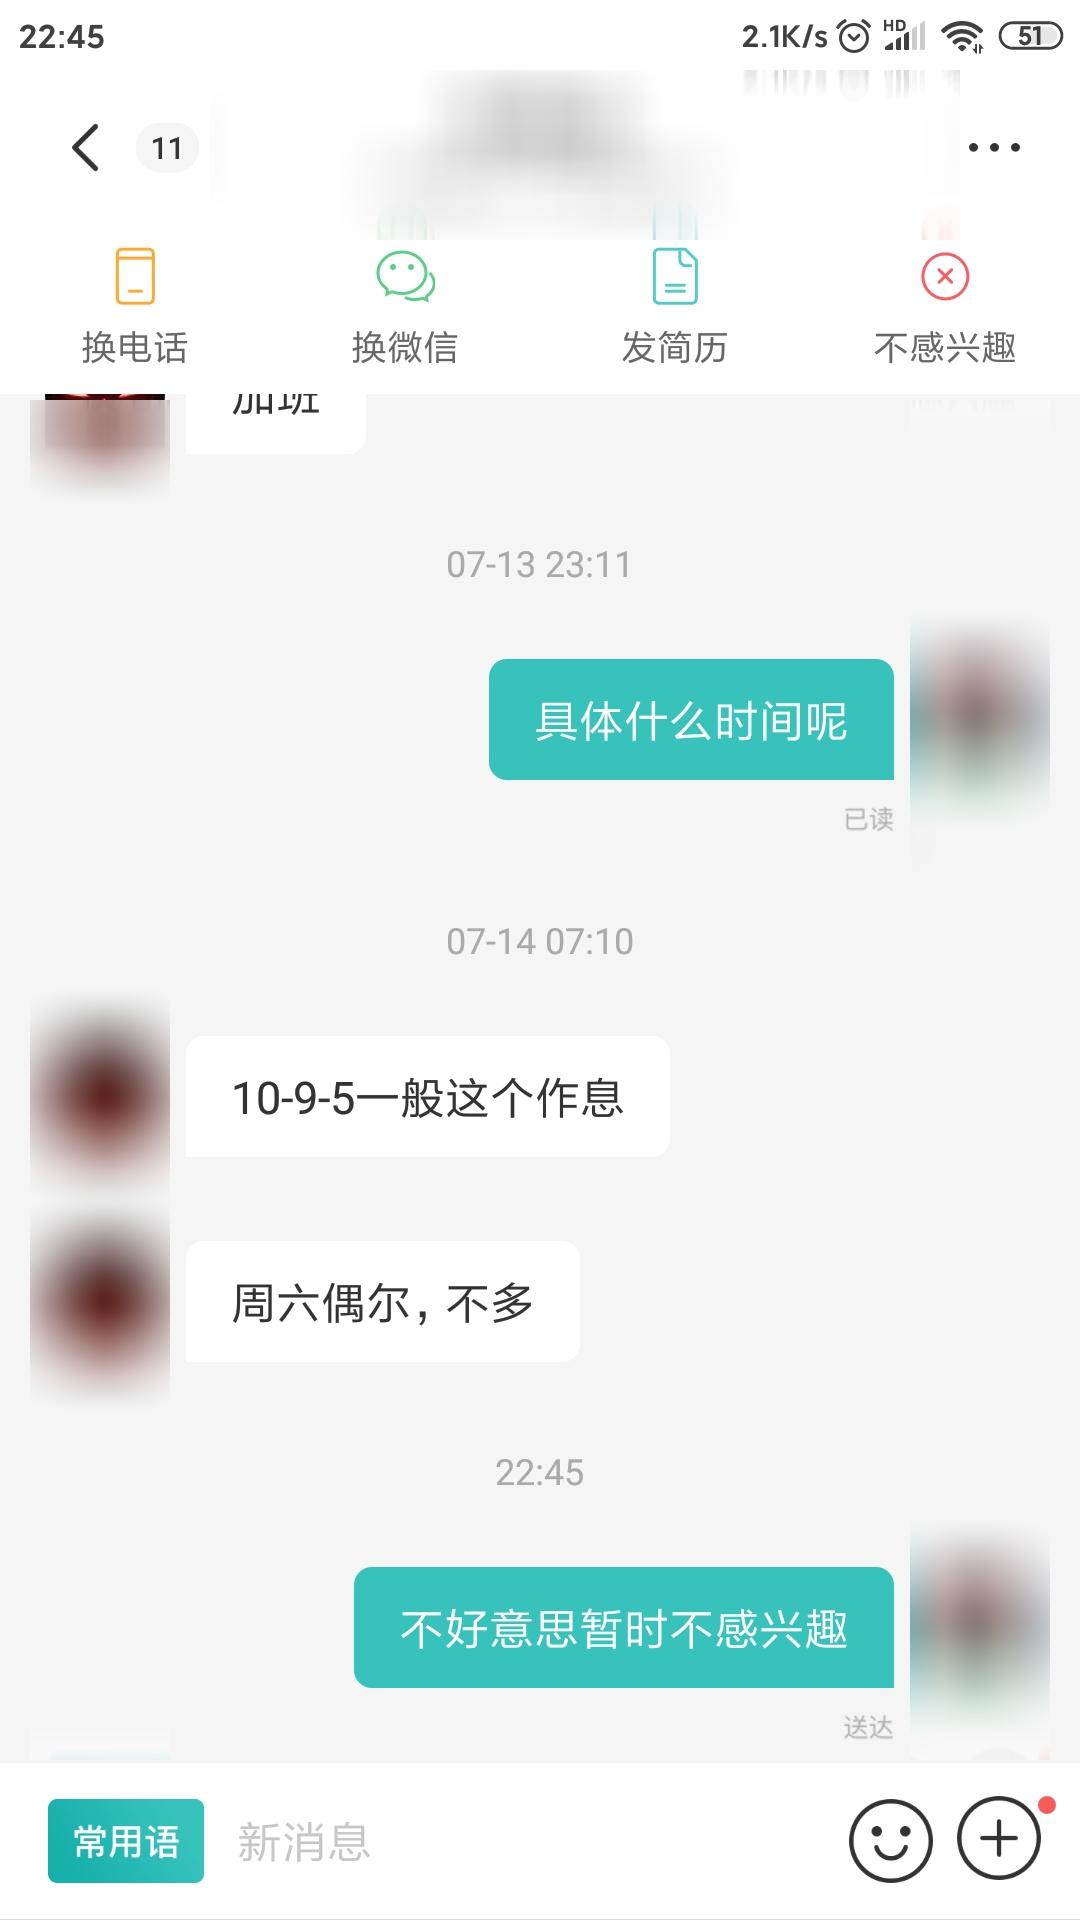 22:45
2.1K/s HD 51
11
换电话 换微信 发简历 不感兴趣
加班
07-13 23:11
具体什么时间呢
已读
07-14 07:10
10-9-5一般这个作息
周六偶尔，不多
22:45
不好意思暂时不感兴趣
送达
常用语 新消息